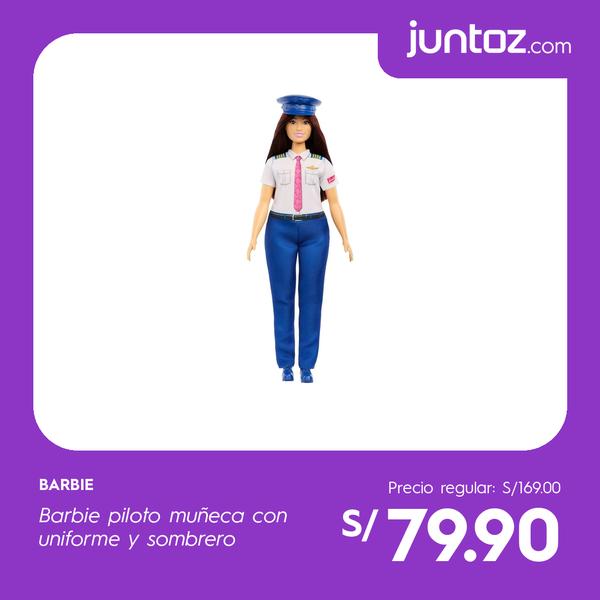 juntoz.com
BARBIE
Barbie piloto muñeca con
uniforme y sombrero
Precio regular: S/169.00
S/79.90